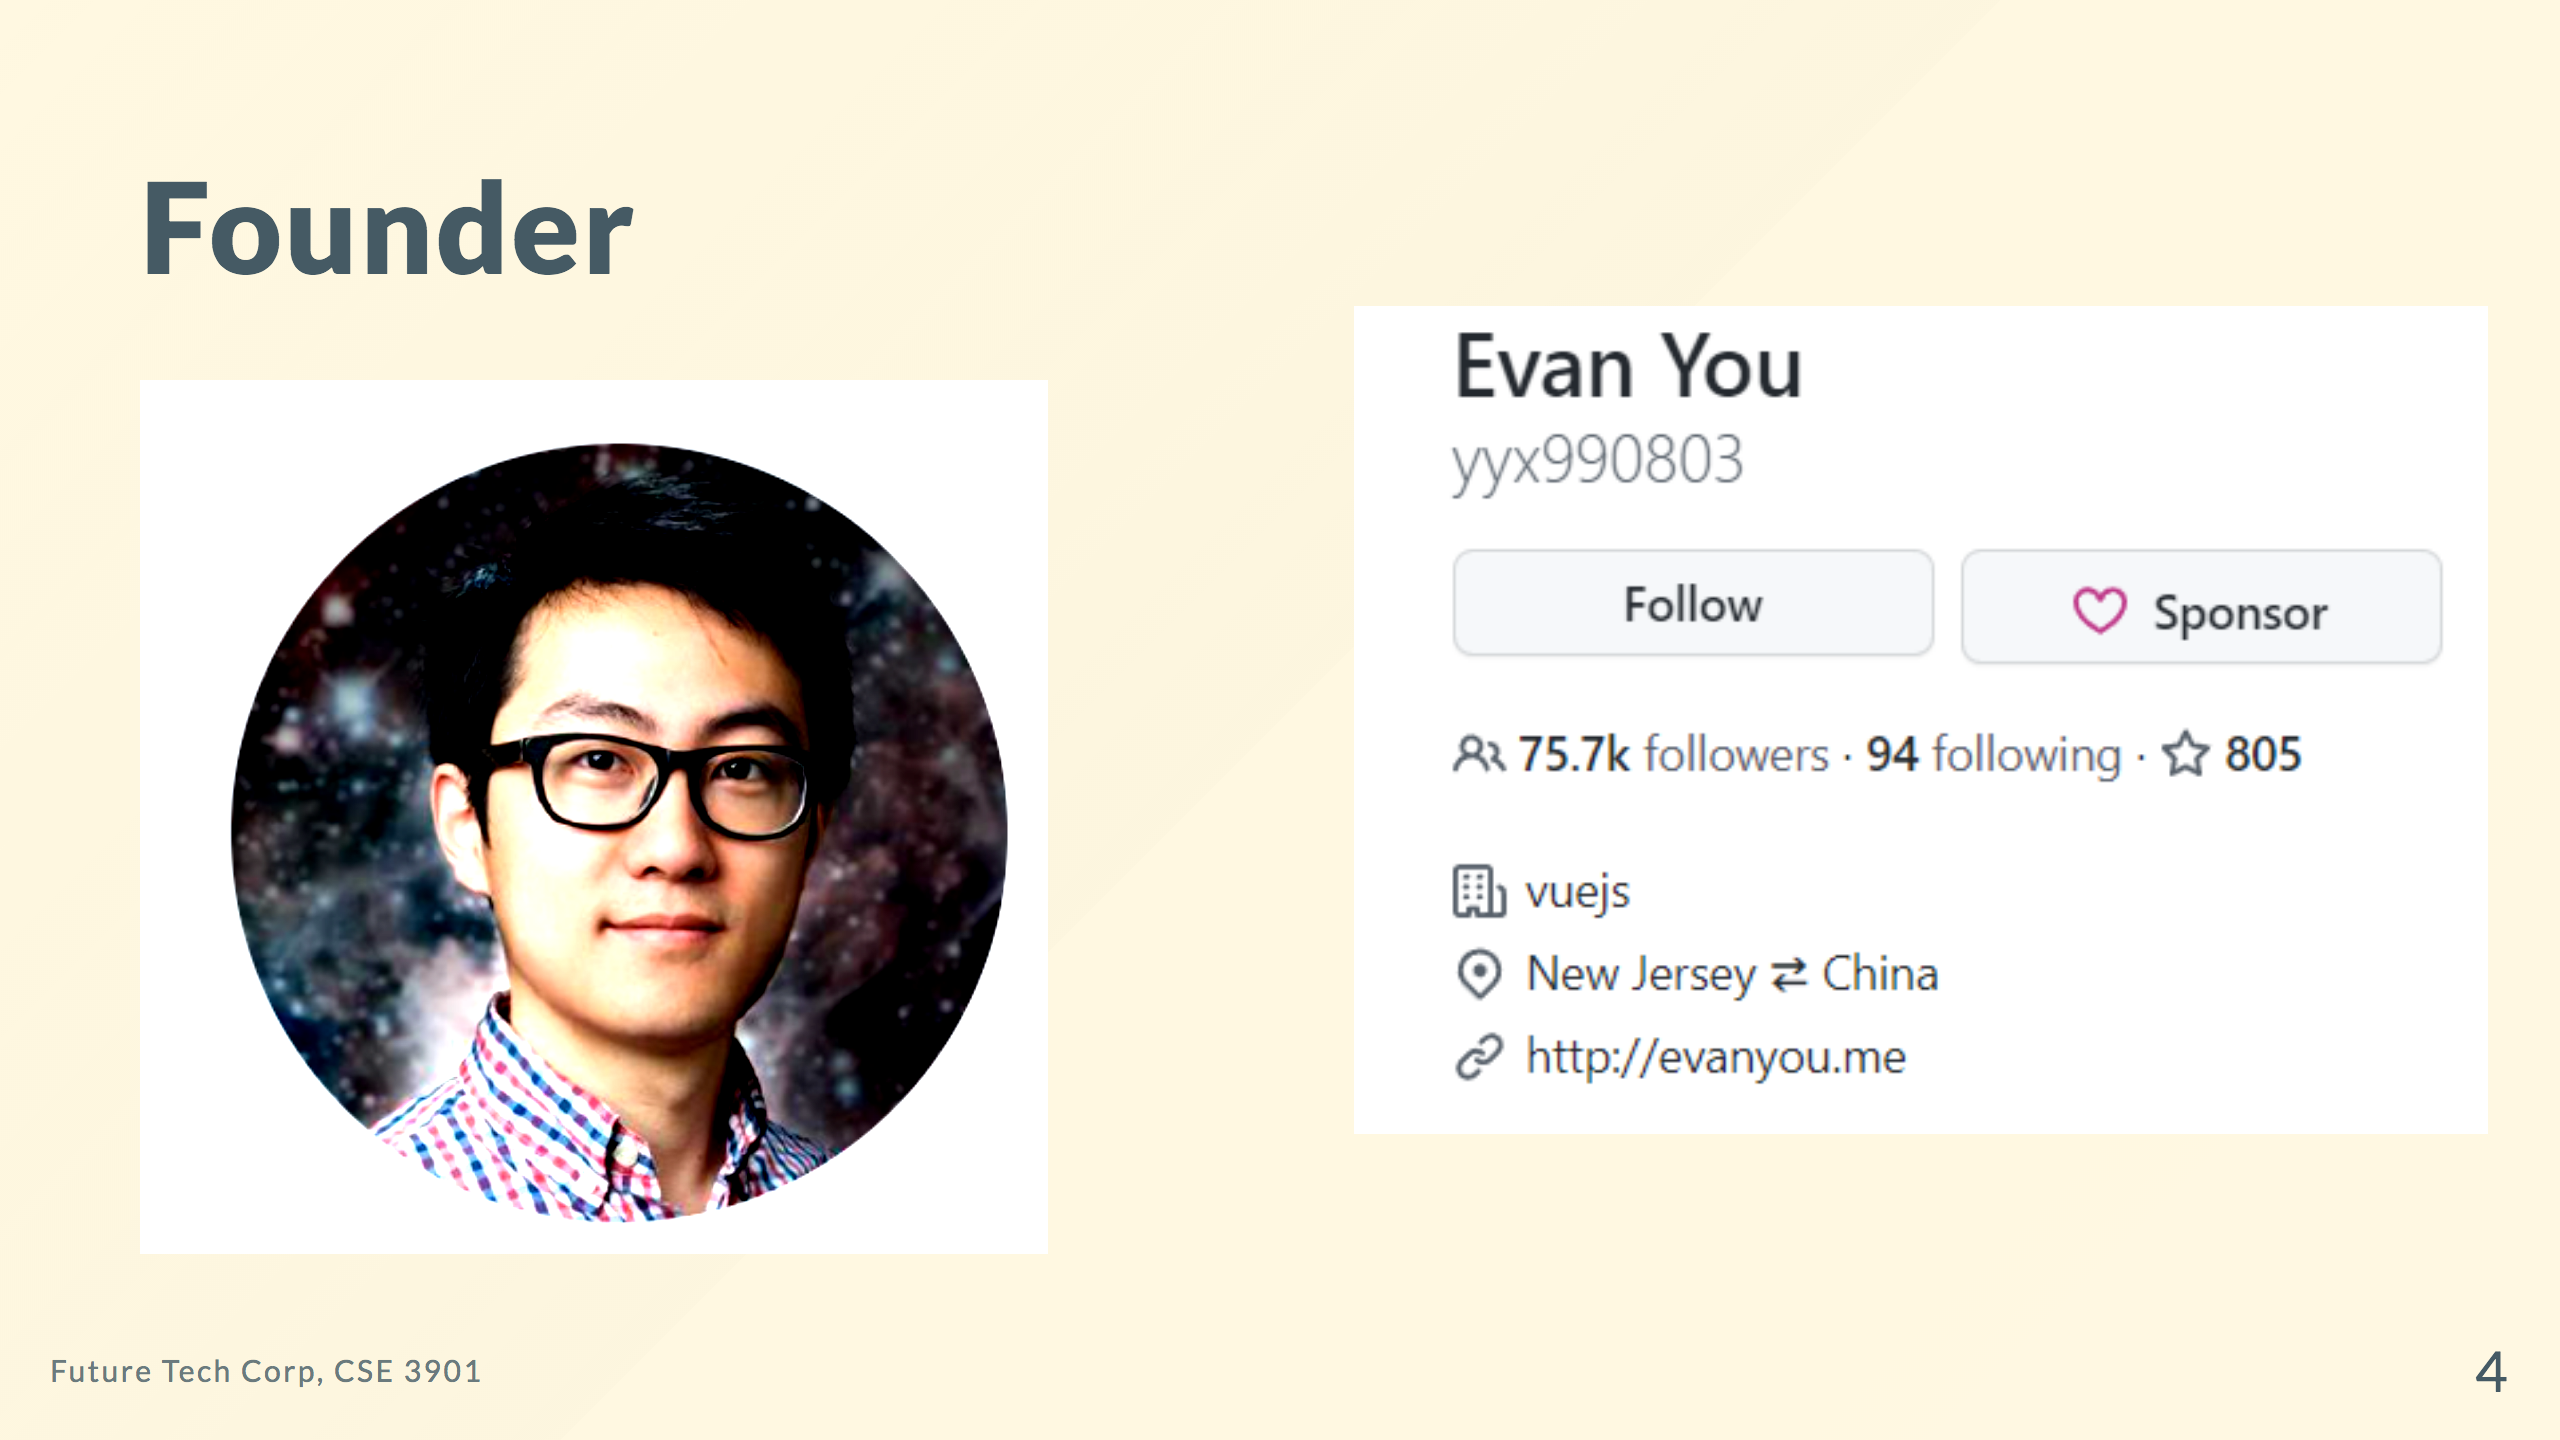 Founder
Evan You
yyx990803
Follow
Sponsor
75.7k followers · 94 following · 805
vuejs
New Jersey ⇄ China
http://evanyou.me
Future Tech Corp, CSE 3901
4